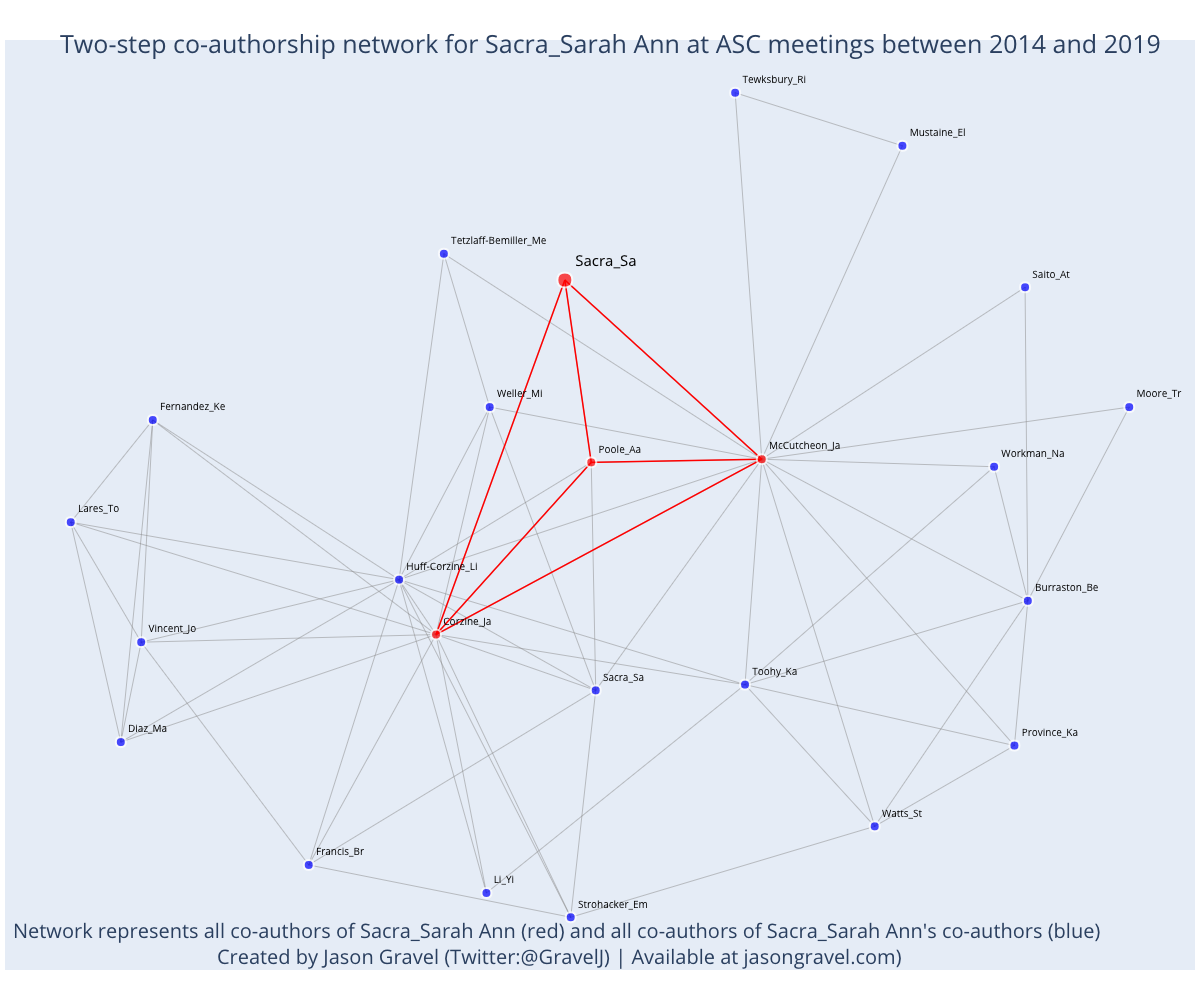 Two-step co-authorship network for Sacra_Sarah Ann at ASC meetings between 2014 and 2019
Tewksbury_Ri
Mustaine_El
Tetzlaff-Bemiller_Me
Sacra_Sa
Saito_At
Weller_Mi
Moore_Tr
Fernandez_Ke
Poole_Aa
McCutcheon_Ja
Workman_Na
Lares_To
Huff-Corzine_Li
Burraston_Be
Vincent_Jo
Corzine_Ja
Sacra_Sa
Toohy_Ka
Diaz_Ma
Province_Ka
Watts_St
Francis_Br
Li_Yi
Strohacker_Em
Network represents all co-authors of Sacra_Sarah Ann (red) and all co-authors of Sacra_Sarah Ann's co-authors (blue)
Created by Jason Gravel (Twitter:@GravelJ) | Available at jasongravel.com)